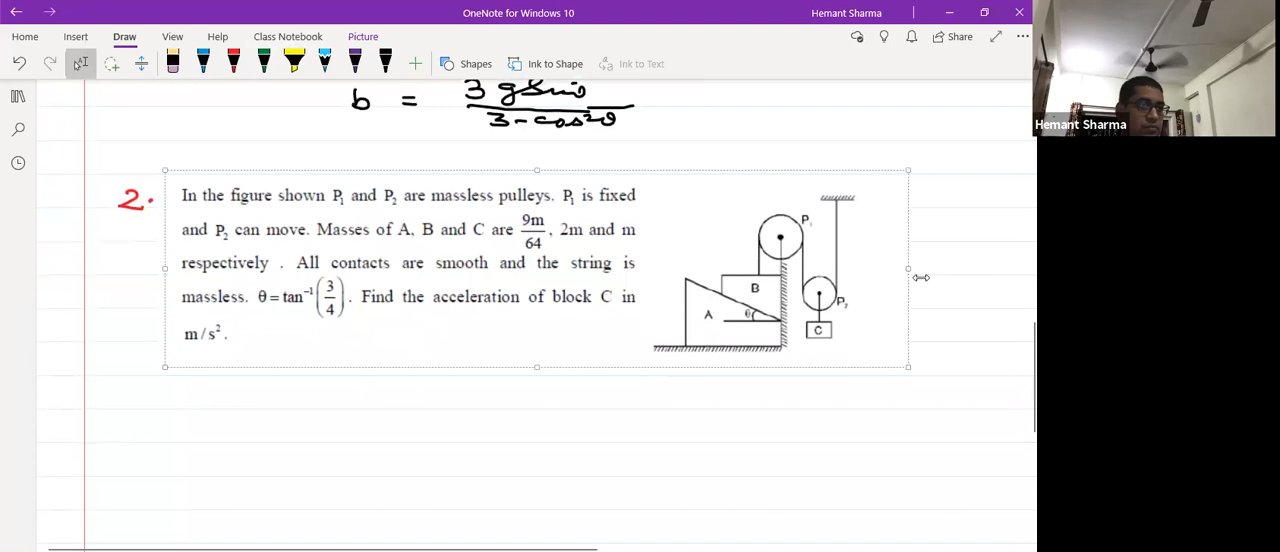 OneNote for Windows 10
Hemant Sharma
Home Insert Draw View Help Class Notebook Picture
Share
Shapes Ink to Shape Ink to Text
Hemant Sharma
b = 3 g sinθ / 3 - cos²θ
2.
In the figure shown P₁ and P₂ are massless pulleys. P₁ is fixed
and P₂ can move. Masses of A, B and C are 9m/64, 2m and m
respectively . All contacts are smooth and the string is
massless. θ = tan⁻¹(3/4). Find the acceleration of block C in
m/s².
P₁
B
A
θ
P₂
C